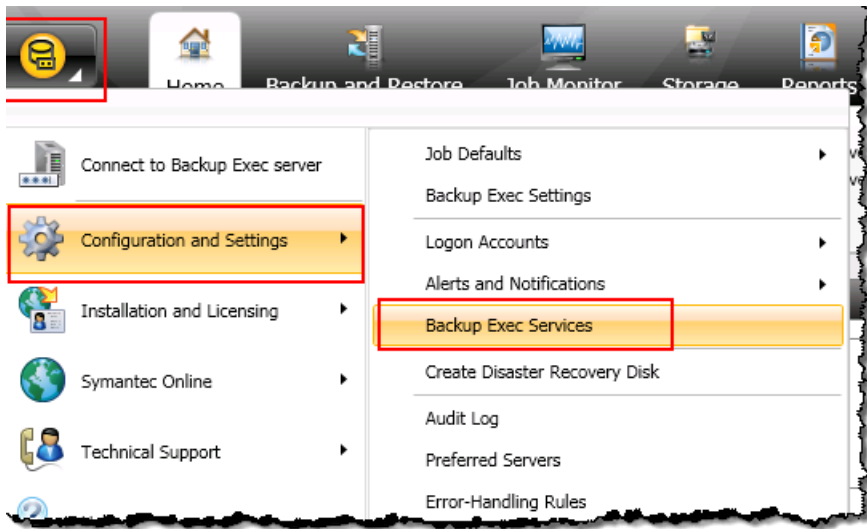 Home
Backup and Restore
Job Monitor
Storage
Reports
Connect to Backup Exec server
Configuration and Settings
Installation and Licensing
Symantec Online
Technical Support
Job Defaults
Backup Exec Settings
Logon Accounts
Alerts and Notifications
Backup Exec Services
Create Disaster Recovery Disk
Audit Log
Preferred Servers
Error-Handling Rules